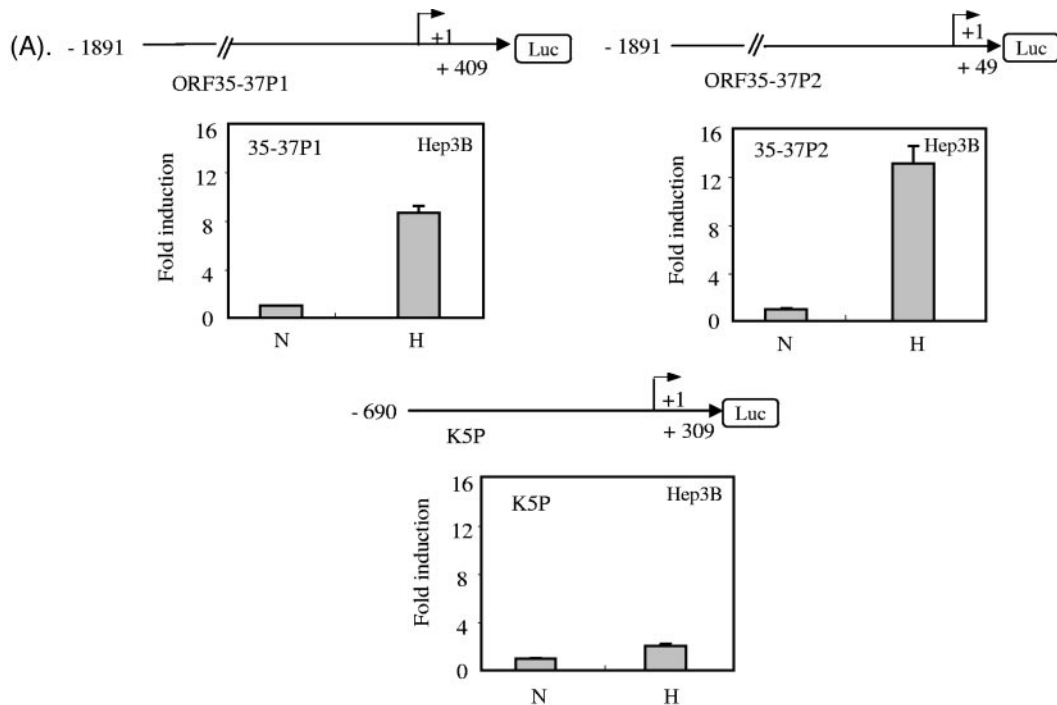 (A).
- 1891
+1
+ 409
Luc
ORF35-37P1
- 1891
+1
+ 49
Luc
ORF35-37P2
35-37P1
Hep3B
Fold induction
16
12
8
4
0
N
H
35-37P2
Hep3B
Fold induction
16
12
8
4
0
N
H
- 690
+1
+ 309
Luc
K5P
K5P
Hep3B
Fold induction
16
12
8
4
0
N
H